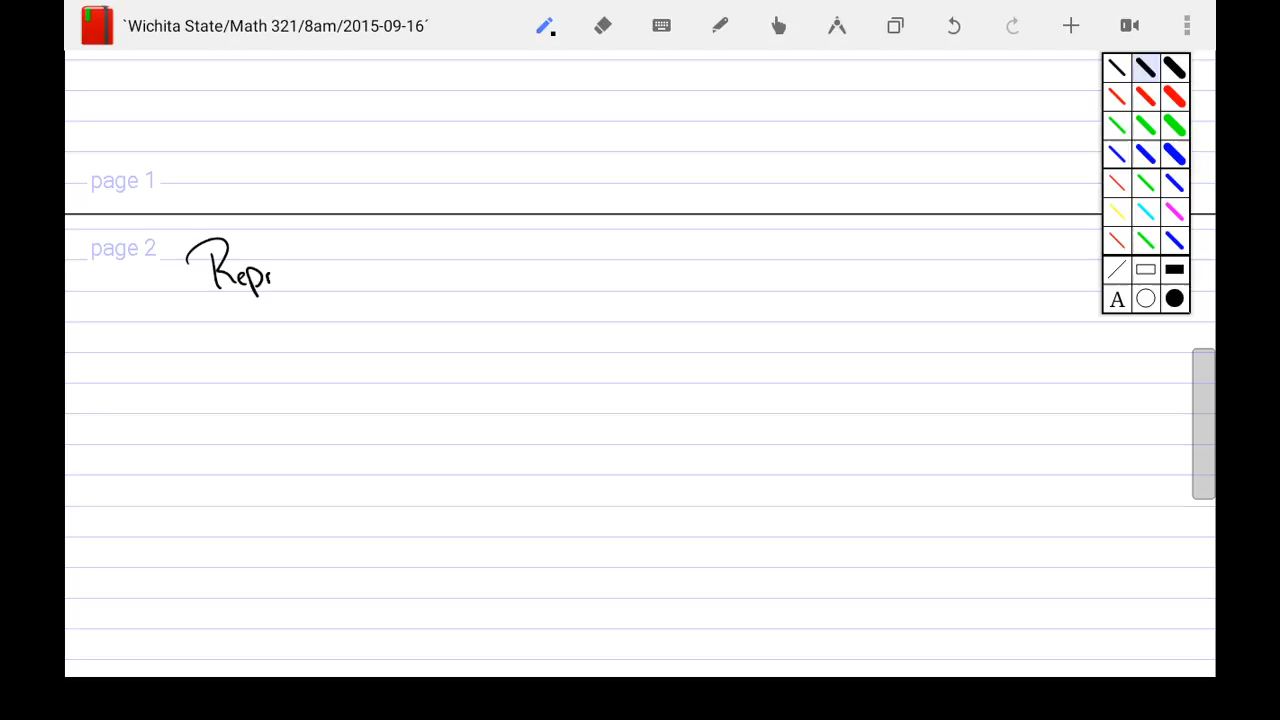 `Wichita State/Math 321/8am/2015-09-16´
page 1
page 2
Repr
A